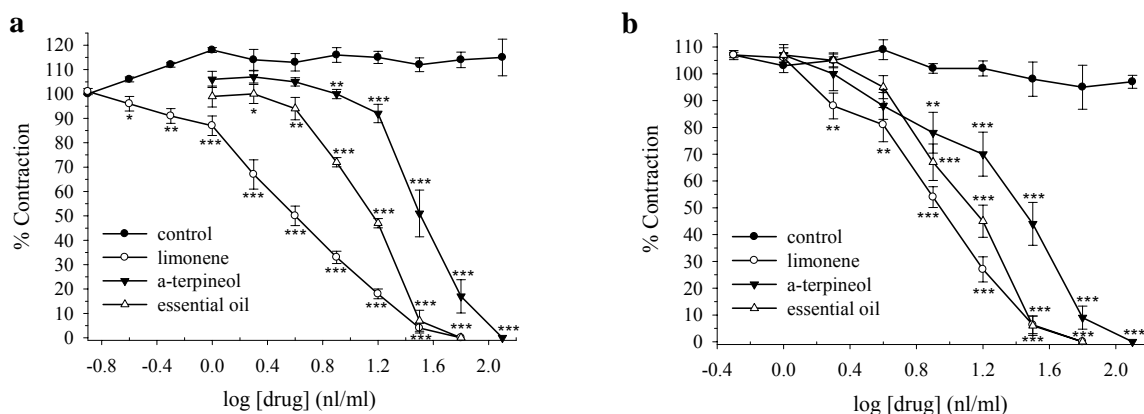 a
120
110
100
90
80
70
60
50
40
30
20
10
0
% Contraction
-0.8 -0.4 0.0 0.4 0.8 1.2 1.6 2.0
log [drug] (nl/ml)
control
limonene
a-terpineol
essential oil
* ** *** *** *** *** *** ***
* ** *** *** *** ***
** *** *** *** ***
b
110
100
90
80
70
60
50
40
30
20
10
0
% Contraction
-0.4 0.0 0.4 0.8 1.2 1.6 2.0
log [drug] (nl/ml)
control
limonene
a-terpineol
essential oil
** ** *** *** *** ***
*** *** ***
** *** *** *** ***